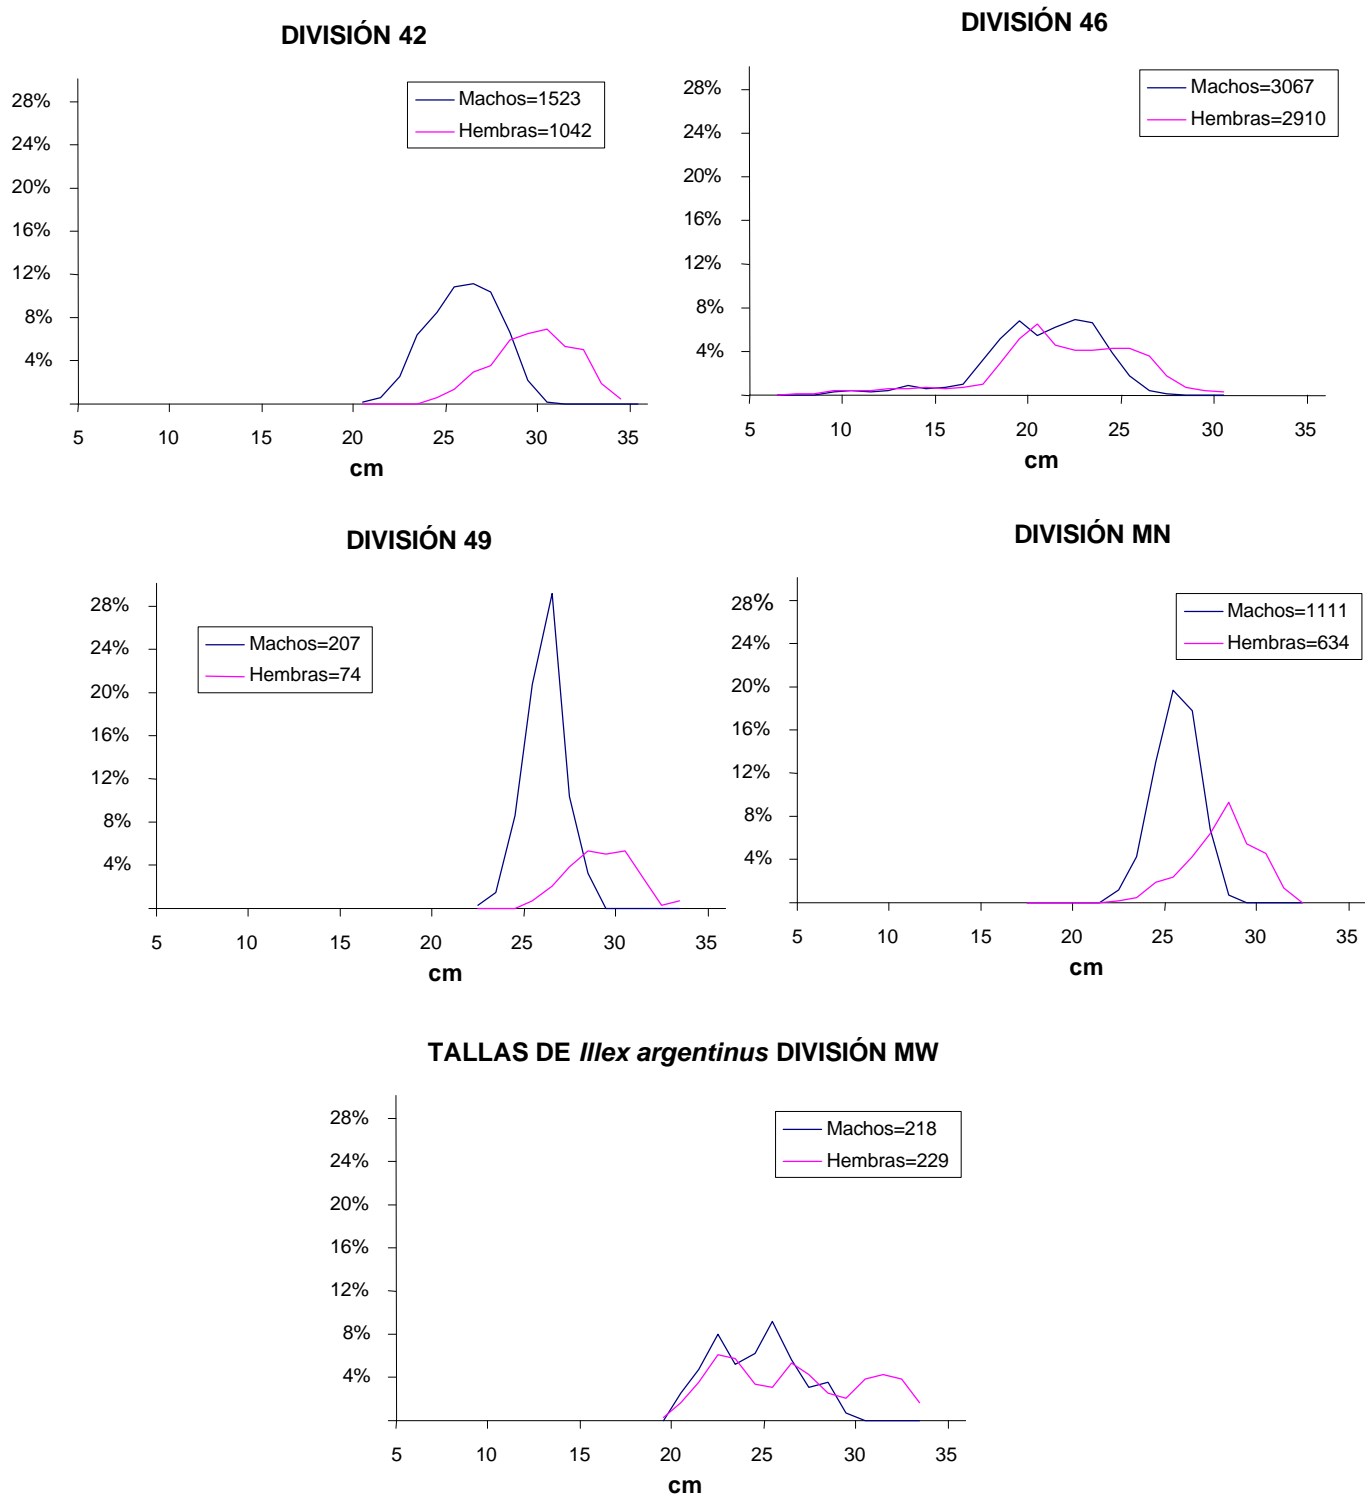 DIVISIÓN 42
28%
24%
20%
16%
12%
8%
4%
Machos=1523
Hembras=1042
5 10 15 20 25 30 35
cm
DIVISIÓN 46
28%
24%
20%
16%
12%
8%
4%
Machos=3067
Hembras=2910
5 10 15 20 25 30 35
cm
DIVISIÓN 49
28%
24%
20%
16%
12%
8%
4%
Machos=207
Hembras=74
5 10 15 20 25 30 35
cm
DIVISIÓN MN
28%
24%
20%
16%
12%
8%
4%
Machos=1111
Hembras=634
5 10 15 20 25 30 35
cm
TALLAS DE Illex argentinus DIVISIÓN MW
28%
24%
20%
16%
12%
8%
4%
Machos=218
Hembras=229
5 10 15 20 25 30 35
cm